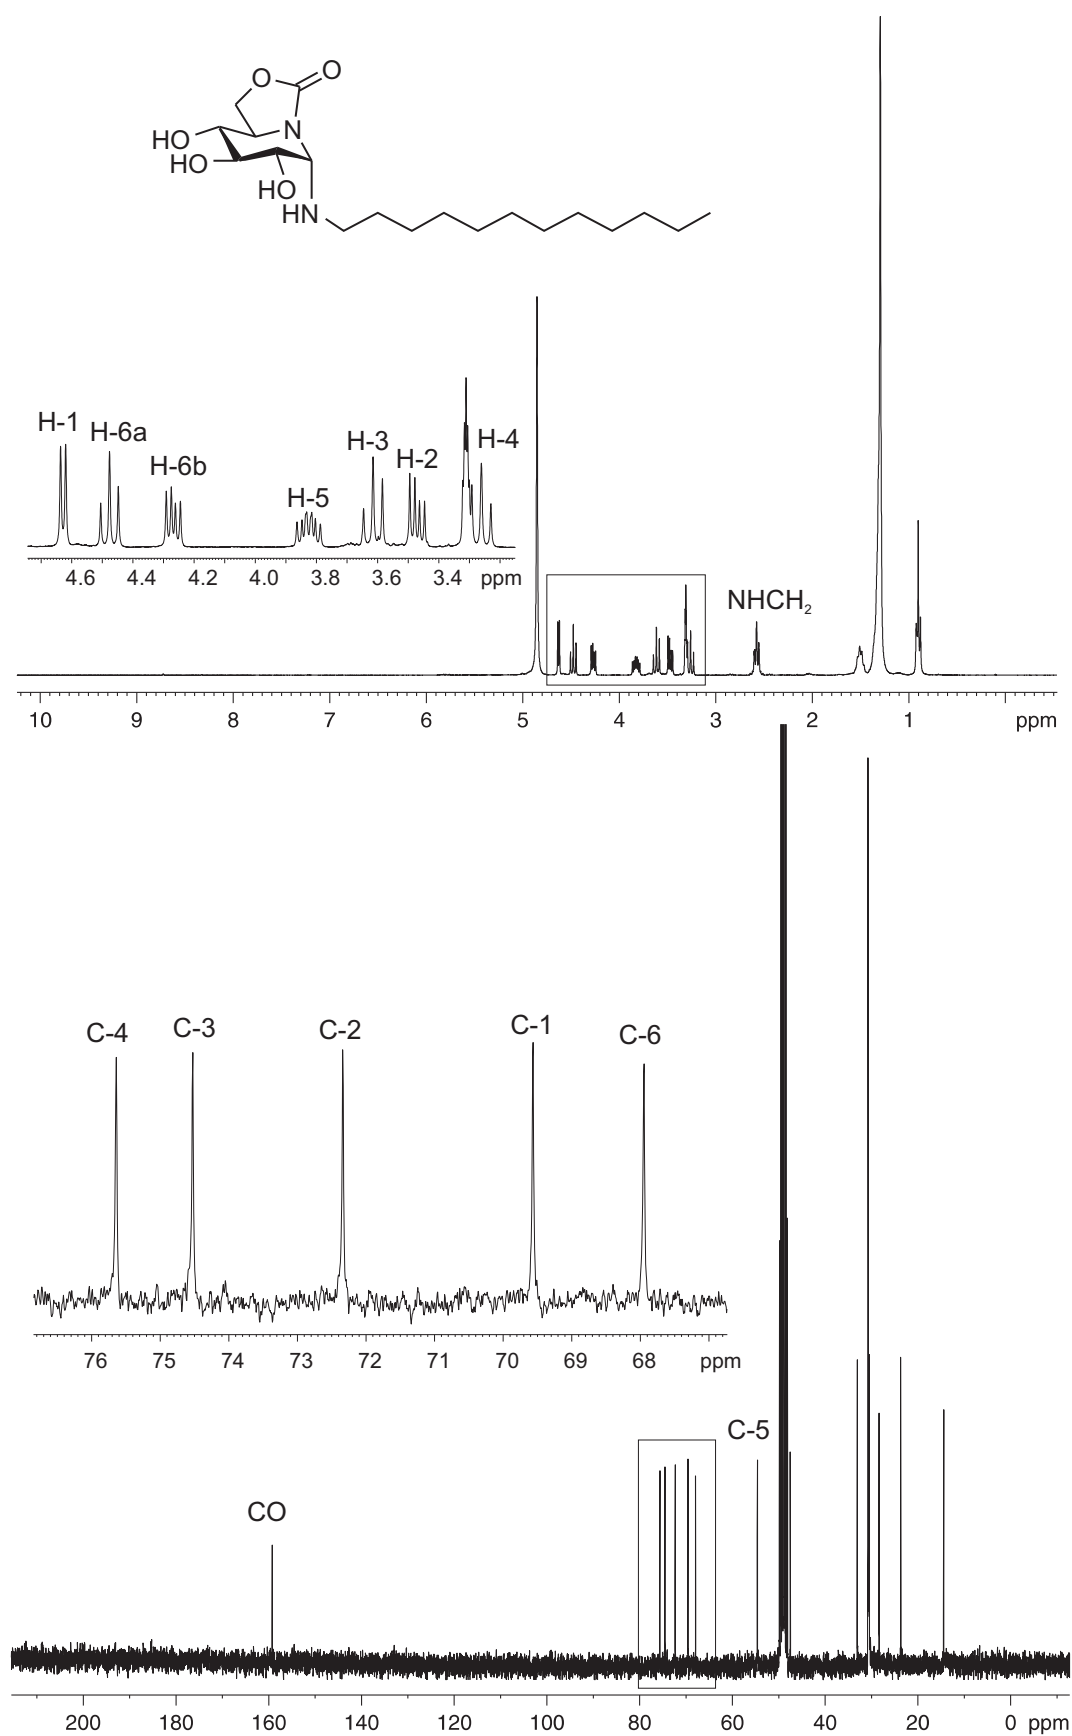 O
O
N
HO
HO
HO
HN
H-1
H-6a
H-6b
H-5
H-3
H-2
H-4
4.6 4.4 4.2 4.0 3.8 3.6 3.4 ppm
NHCH₂
10 9 8 7 6 5 4 3 2 1 ppm
C-4
C-3
C-2
C-1
C-6
76 75 74 73 72 71 70 69 68 ppm
C-5
CO
200 180 160 140 120 100 80 60 40 20 0 ppm